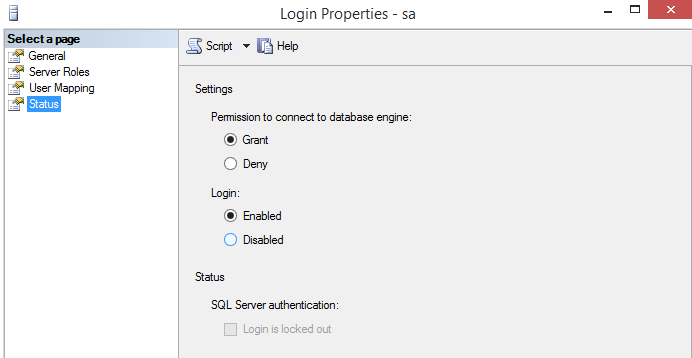 Login Properties - sa
Select a page
General
Server Roles
User Mapping
Status
Script
Help
Settings
Permission to connect to database engine:
Grant
Deny
Login:
Enabled
Disabled
Status
SQL Server authentication:
Login is locked out